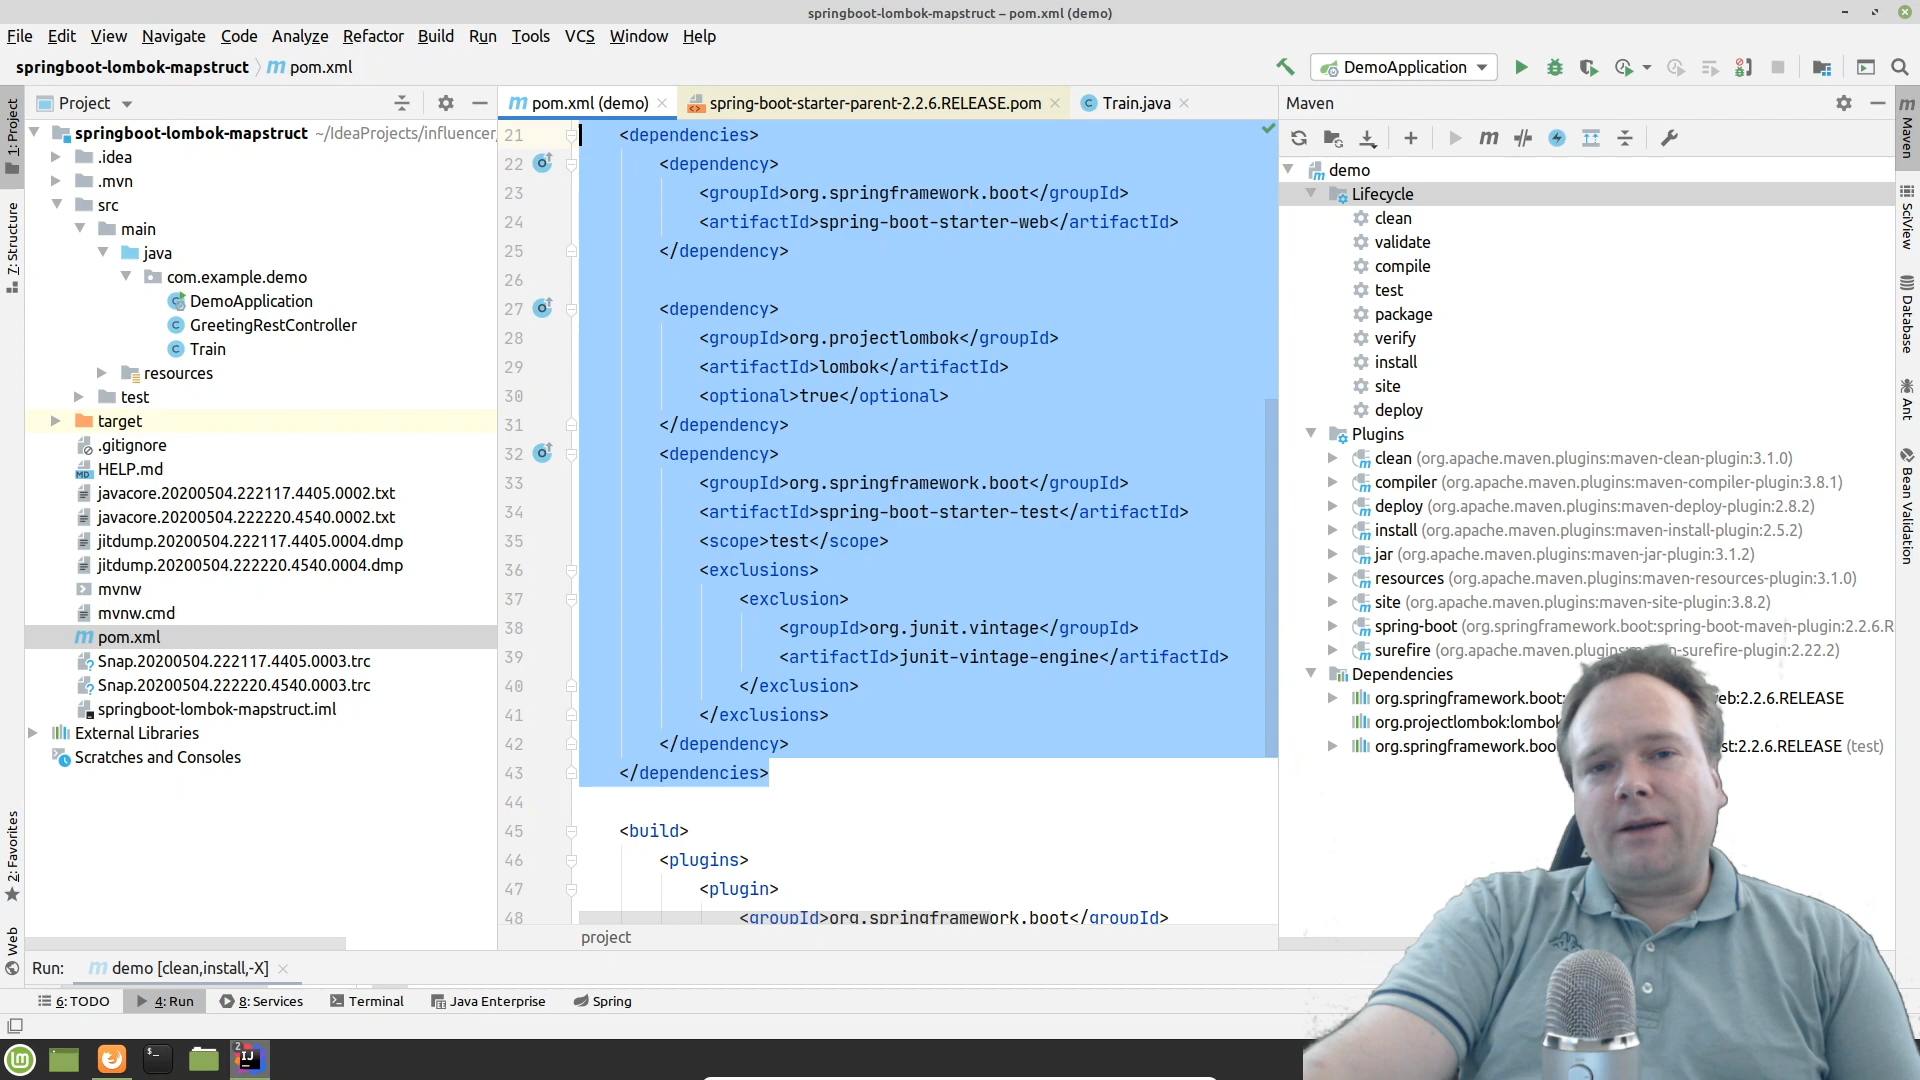 springboot-lombok-mapstruct – pom.xml (demo)
File Edit View Navigate Code Analyze Refactor Build Run Tools VCS Window Help
springboot-lombok-mapstruct pom.xml
DemoApplication
1: Project
7: Structure
2: Favorites
Web
Project
springboot-lombok-mapstruct ~/IdeaProjects/influencer
.idea
.mvn
src
main
java
com.example.demo
DemoApplication
GreetingRestController
Train
resources
test
target
.gitignore
HELP.md
javacore.20200504.222117.4405.0002.txt
javacore.20200504.222220.4540.0002.txt
jitdump.20200504.222117.4405.0004.dmp
jitdump.20200504.222220.4540.0004.dmp
mvnw
mvnw.cmd
pom.xml
Snap.20200504.222117.4405.0003.trc
Snap.20200504.222220.4540.0003.trc
springboot-lombok-mapstruct.iml
External Libraries
Scratches and Consoles
pom.xml (demo) spring-boot-starter-parent-2.2.6.RELEASE.pom Train.java
21 <dependencies>
22 <dependency>
23 <groupId>org.springframework.boot</groupId>
24 <artifactId>spring-boot-starter-web</artifactId>
25 </dependency>
26
27 <dependency>
28 <groupId>org.projectlombok</groupId>
29 <artifactId>lombok</artifactId>
30 <optional>true</optional>
31 </dependency>
32 <dependency>
33 <groupId>org.springframework.boot</groupId>
34 <artifactId>spring-boot-starter-test</artifactId>
35 <scope>test</scope>
36 <exclusions>
37 <exclusion>
38 <groupId>org.junit.vintage</groupId>
39 <artifactId>junit-vintage-engine</artifactId>
40 </exclusion>
41 </exclusions>
42 </dependency>
43 </dependencies>
44
45 <build>
46 <plugins>
47 <plugin>
48 <groupId>org.springframework.boot</groupId>
project
Maven
demo
Lifecycle
clean
validate
compile
test
package
verify
install
site
deploy
Plugins
clean (org.apache.maven.plugins:maven-clean-plugin:3.1.0)
compiler (org.apache.maven.plugins:maven-compiler-plugin:3.8.1)
deploy (org.apache.maven.plugins:maven-deploy-plugin:2.8.2)
install (org.apache.maven.plugins:maven-install-plugin:2.5.2)
jar (org.apache.maven.plugins:maven-jar-plugin:3.1.2)
resources (org.apache.maven.plugins:maven-resources-plugin:3.1.0)
site (org.apache.maven.plugins:maven-site-plugin:3.8.2)
spring-boot (org.springframework.boot:spring-boot-maven-plugin:2.2.6.R
surefire (org.apache.maven.plugins:maven-surefire-plugin:2.22.2)
Dependencies
org.springframework.boot: eb:2.2.6.RELEASE
org.projectlombok:lombok
org.springframework.boo st:2.2.6.RELEASE (test)
Maven
SciView
Database
Ant
Bean Validation
Run: demo [clean,install,-X]
6: TODO 4: Run 8: Services Terminal Java Enterprise Spring
2
IJ